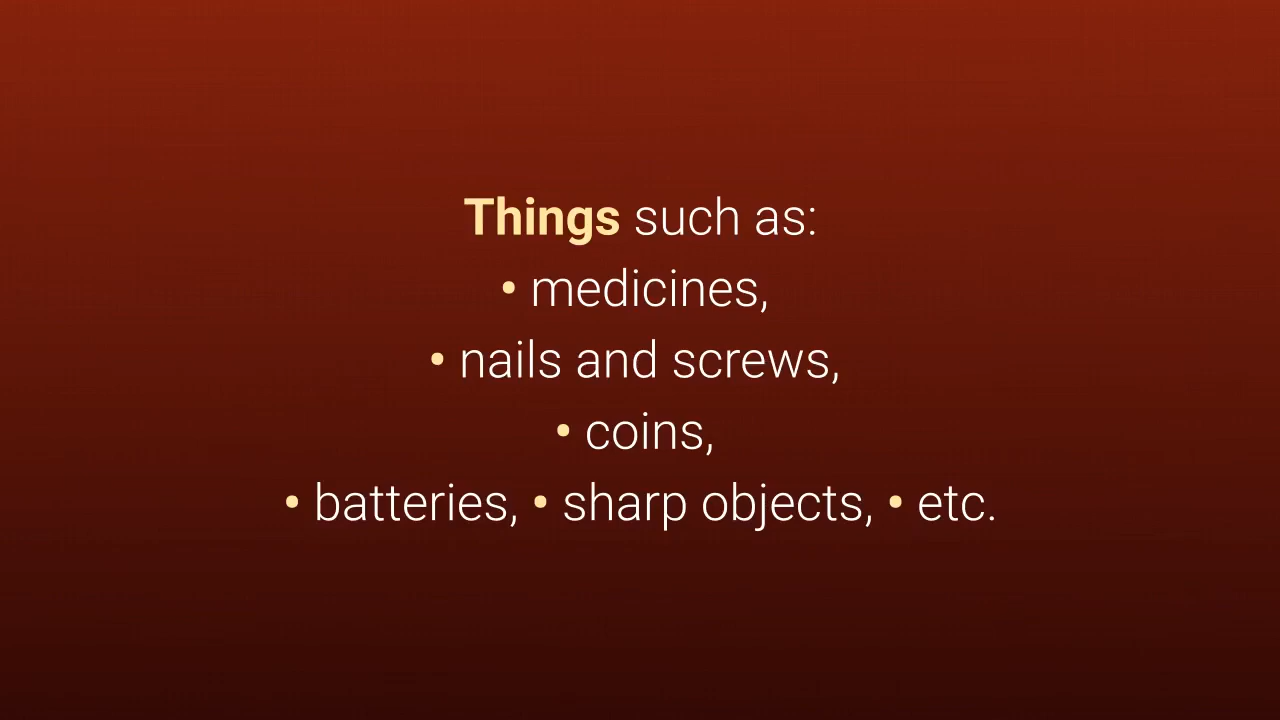 Things such as:
• medicines,
• nails and screws,
• coins,
• batteries, • sharp objects, • etc.